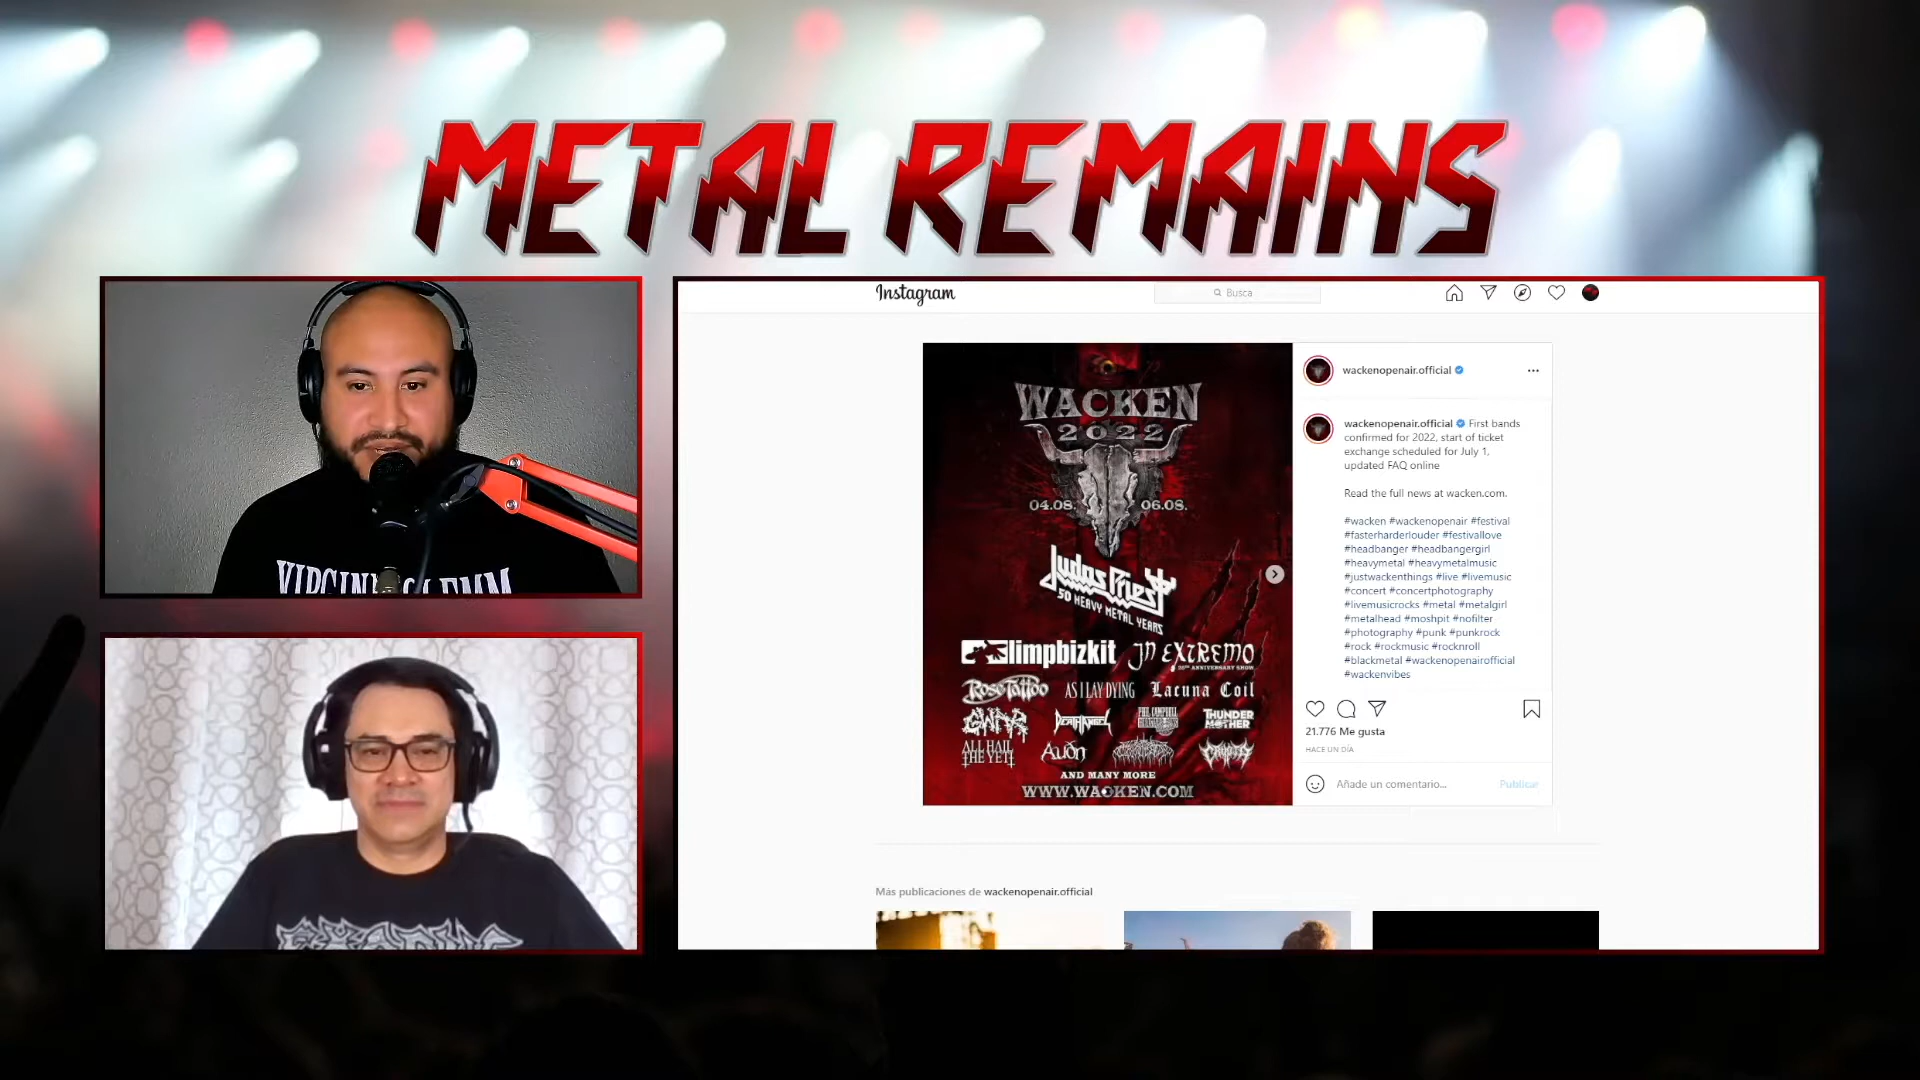 METAL REMAINS
Instagram
Busca
WACKEN
2022
04.08.
06.08.
Judas Priest
50 HEAVY METAL YEARS
limpbizkit
IN EXTREMO
Rose Tattoo
AS I LAY DYING
Lacuna Coil
GWAR
DEATH ANGEL
PHIL CAMPBELL
THUNDER
MOTHER
ALL HAIL
THE YETI
AND MANY MORE
WWW.WACKEN.COM
wackenopenair.official
wackenopenair.official First bands
confirmed for 2022, start of ticket
exchange scheduled for July 1,
updated FAQ online
Read the full news at wacken.com.
#wacken #wackenopenair #festival
#fasterharderlouder #festivallove
#headbanger #headbangergirl
#heavymetal #heavymetalmusic
#justwackenthings #live #livemusic
#concert #concertphotography
#livemusicrocks #metal #metalgirl
#metalhead #moshpit #nofilter
#photography #punk #punkrock
#rock #rockmusic #rocknroll
#blackmetal #wackenopenairofficial
#wackenvibes
21.776 Me gusta
HACE UN DÍA
Añade un comentario...
Publicar
Más publicaciones de wackenopenair.official